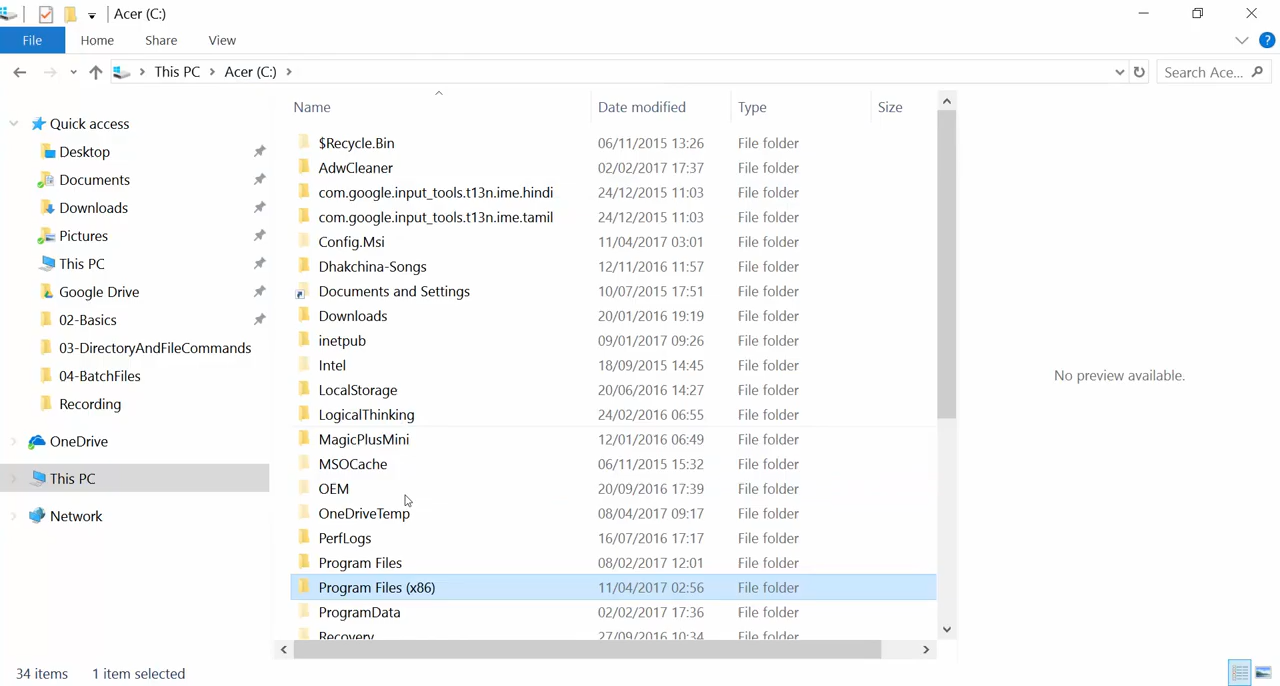 Acer (C:)
File Home Share View
This PC Acer (C:) Search Ace...
Name Date modified Type Size
Quick access
Desktop
Documents
Downloads
Pictures
This PC
Google Drive
02-Basics
03-DirectoryAndFileCommands
04-BatchFiles
Recording
OneDrive
This PC
Network
$Recycle.Bin 06/11/2015 13:26 File folder
AdwCleaner 02/02/2017 17:37 File folder
com.google.input_tools.t13n.ime.hindi 24/12/2015 11:03 File folder
com.google.input_tools.t13n.ime.tamil 24/12/2015 11:03 File folder
Config.Msi 11/04/2017 03:01 File folder
Dhakchina-Songs 12/11/2016 11:57 File folder
Documents and Settings 10/07/2015 17:51 File folder
Downloads 20/01/2016 19:19 File folder
inetpub 09/01/2017 09:26 File folder
Intel 18/09/2015 14:45 File folder
LocalStorage 20/06/2016 14:27 File folder
LogicalThinking 24/02/2016 06:55 File folder
MagicPlusMini 12/01/2016 06:49 File folder
MSOCache 06/11/2015 15:32 File folder
OEM 20/09/2016 17:39 File folder
OneDriveTemp 08/04/2017 09:17 File folder
PerfLogs 16/07/2016 17:17 File folder
Program Files 08/02/2017 12:01 File folder
Program Files (x86) 11/04/2017 02:56 File folder
ProgramData 02/02/2017 17:36 File folder
Recovery 27/09/2016 10:34 File folder
No preview available.
34 items 1 item selected